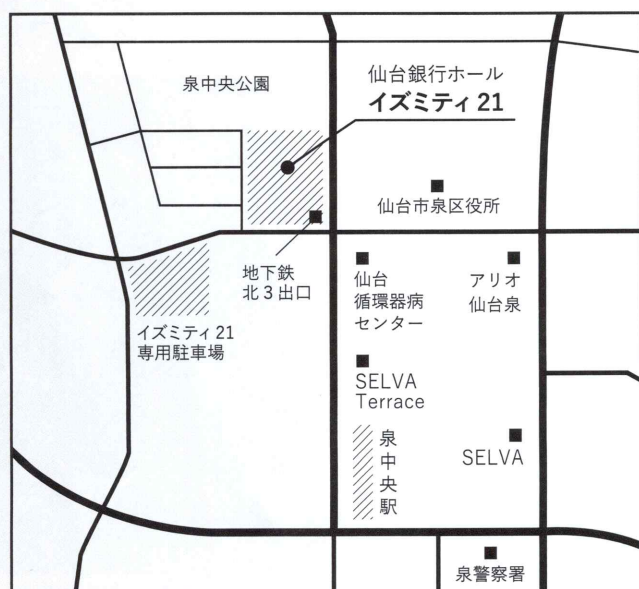 泉中央公園
仙台銀行ホール
イズミティ21
仙台市泉区役所
地下鉄
北3出口
仙台
循環器病
センター
アリオ
仙台泉
イズミティ21
専用駐車場
SELVA
Terrace
泉中央駅
SELVA
泉警察署